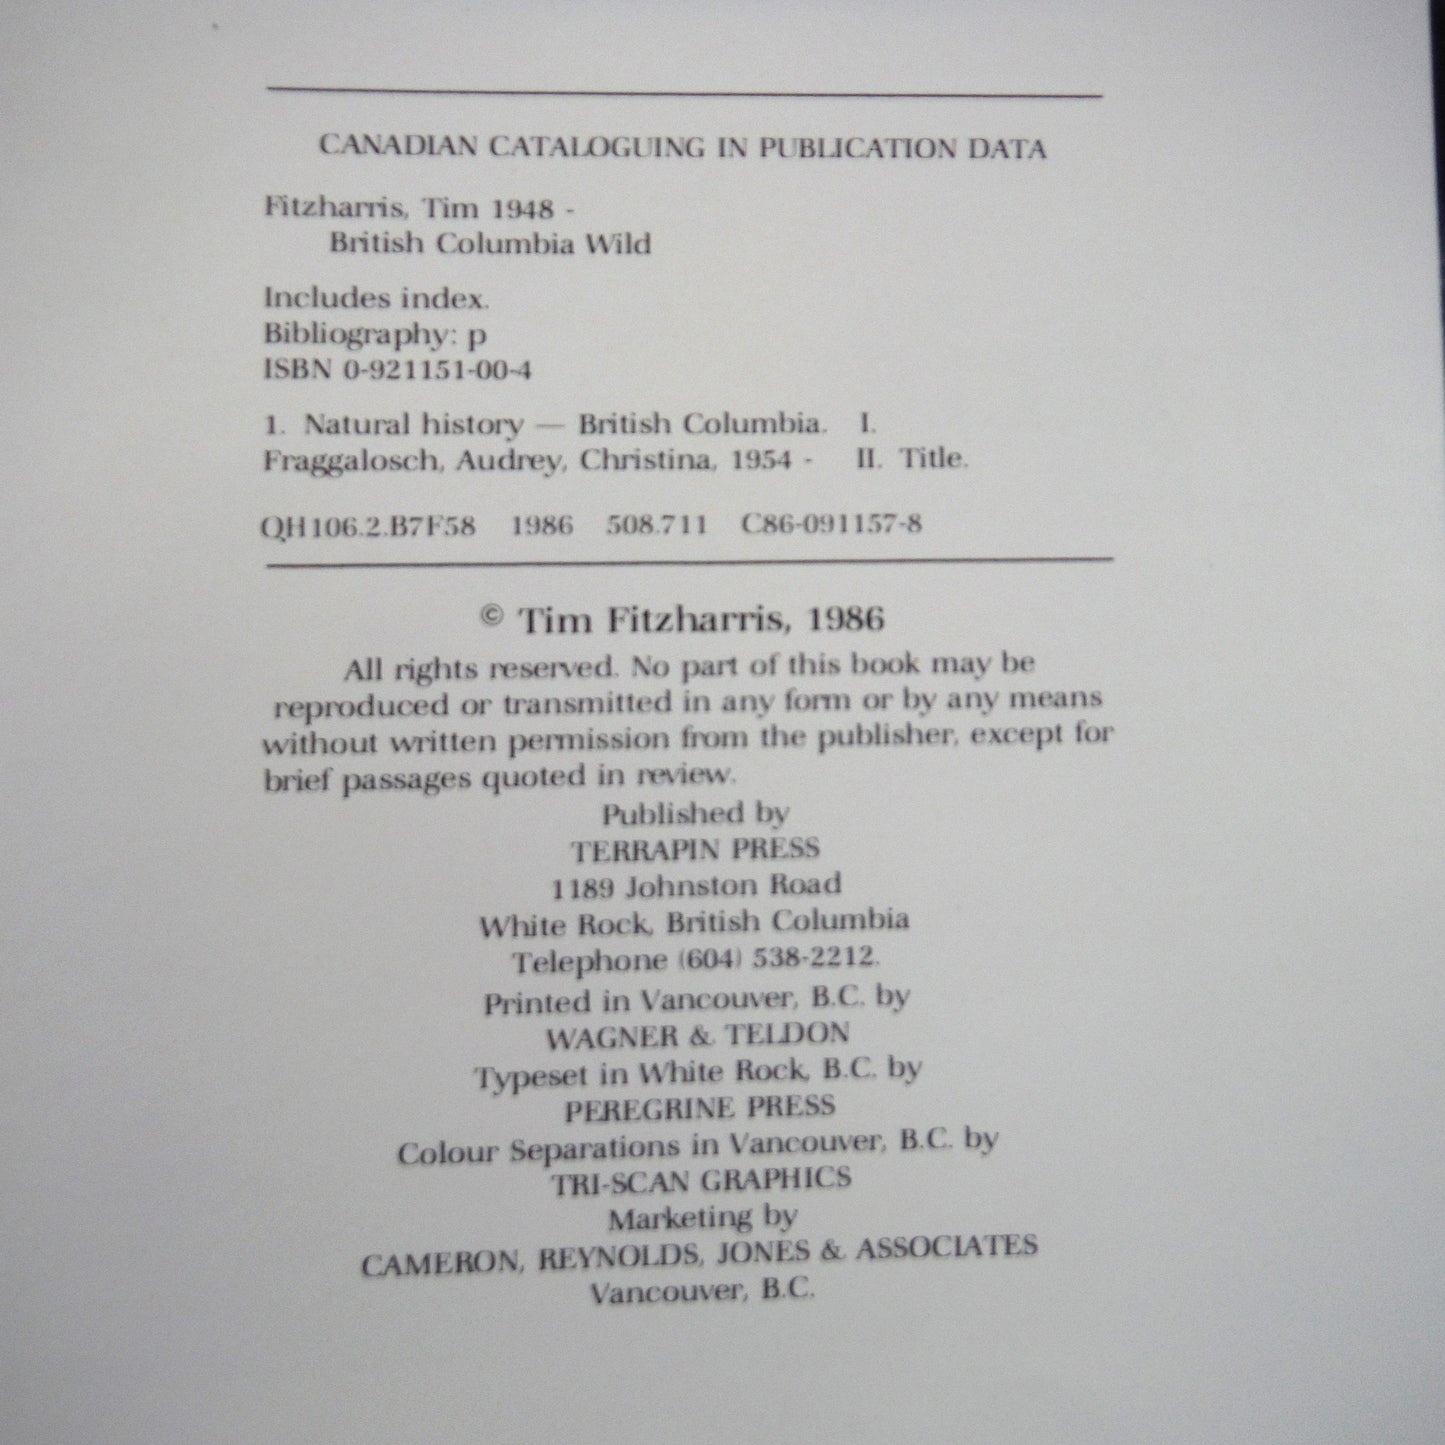 CANADIAN CATALOGUING IN PUBLICATION DATA
Fitzharris, Tim 1948 -
British Columbia Wild
Includes index.
Bibliography: p
ISBN 0-921151-00-4
1. Natural history — British Columbia. I.
Fraggalosch, Audrey, Christina, 1954 - II. Title.
QH106.2.B7F58 1986 508.711 C86-091157-8
© Tim Fitzharris, 1986
All rights reserved. No part of this book may be
reproduced or transmitted in any form or by any means
without written permission from the publisher, except for
brief passages quoted in review.
Published by
TERRAPIN PRESS
1189 Johnston Road
White Rock, British Columbia
Telephone (604) 538-2212.
Printed in Vancouver, B.C. by
WAGNER & TELDON
Typeset in White Rock, B.C. by
PEREGRINE PRESS
Colour Separations in Vancouver, B.C. by
TRI-SCAN GRAPHICS
Marketing by
CAMERON, REYNOLDS, JONES & ASSOCIATES
Vancouver, B.C.